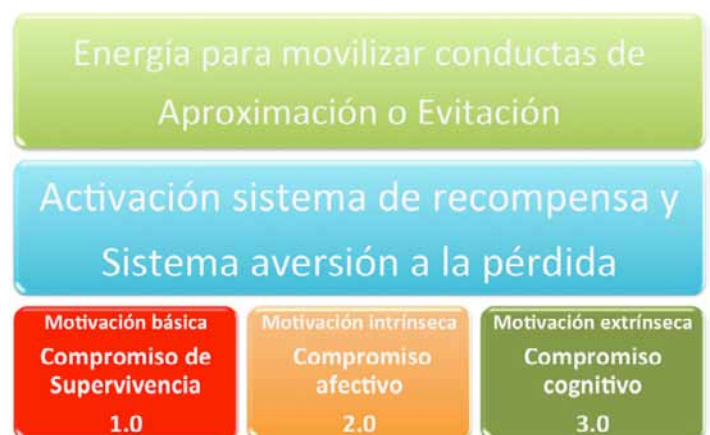 Energía para movilizar conductas de
Aproximación o Evitación
Activación sistema de recompensa y
Sistema aversión a la pérdida
Motivación básica
Compromiso de
Supervivencia
1.0
Motivación intrínseca
Compromiso
afectivo
2.0
Motivación extrínseca
Compromiso
cognitivo
3.0